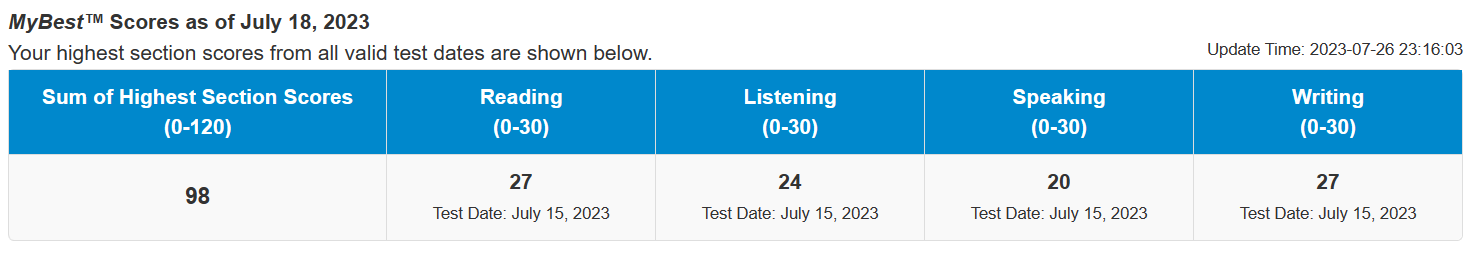 MyBest™ Scores as of July 18, 2023
Your highest section scores from all valid test dates are shown below.
Update Time: 2023-07-26 23:16:03
Sum of Highest Section Scores
(0-120)
Reading
(0-30)
Listening
(0-30)
Speaking
(0-30)
Writing
(0-30)
98
27
Test Date: July 15, 2023
24
Test Date: July 15, 2023
20
Test Date: July 15, 2023
27
Test Date: July 15, 2023